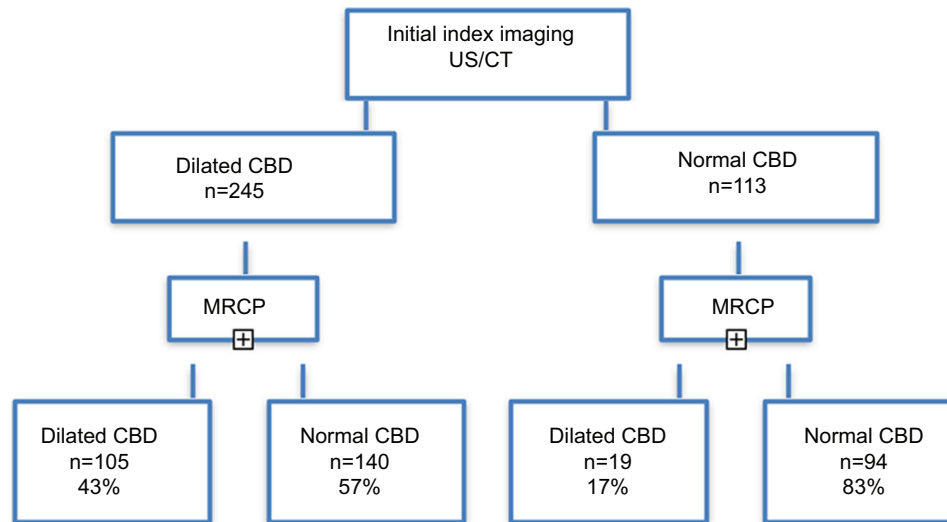 Initial index imaging
US/CT
Dilated CBD
n=245
Normal CBD
n=113
MRCP
MRCP
Dilated CBD
n=105
43%
Normal CBD
n=140
57%
Dilated CBD
n=19
17%
Normal CBD
n=94
83%